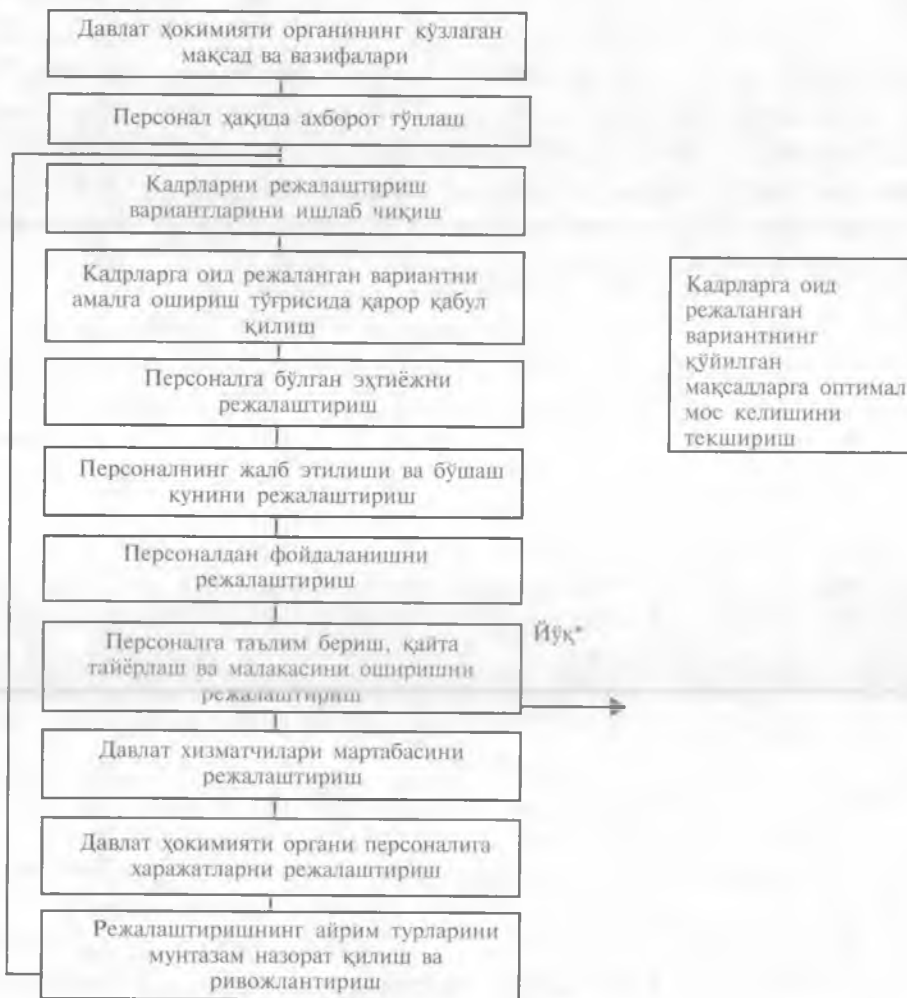 Давлат ҳокимияти органининг кўзлаган
мақсад ва вазифалари
Персонал ҳақида ахборот тўплаш
Кадрларни режалаштириш
вариантларини ишлаб чиқиш
Кадрларга оид режаланган вариантни
амалга ошириш тўғрисида қарор қабул
қилиш
Кадрларга оид
режаланган
вариантнинг
қўйилган
мақсадларга оптимал
мос келишини
текшириш
Персоналга бўлган эҳтиёжни
режалаштириш
Персоналнинг жалб этилиши ва бўшаш
кунини режалаштириш
Персоналдан фойдаланишни
режалаштириш
Персоналга таълим бериш, қайта
тайёрлаш ва малакасини оширишни
режалаштириш
Йўқ*
Давлат хизматчилари мартабасини
режалаштириш
Давлат ҳокимияти органи персоналига
харажатларни режалаштириш
Режалаштиришнинг айрим турларини
мунтазам назорат қилиш ва
ривожлантириш